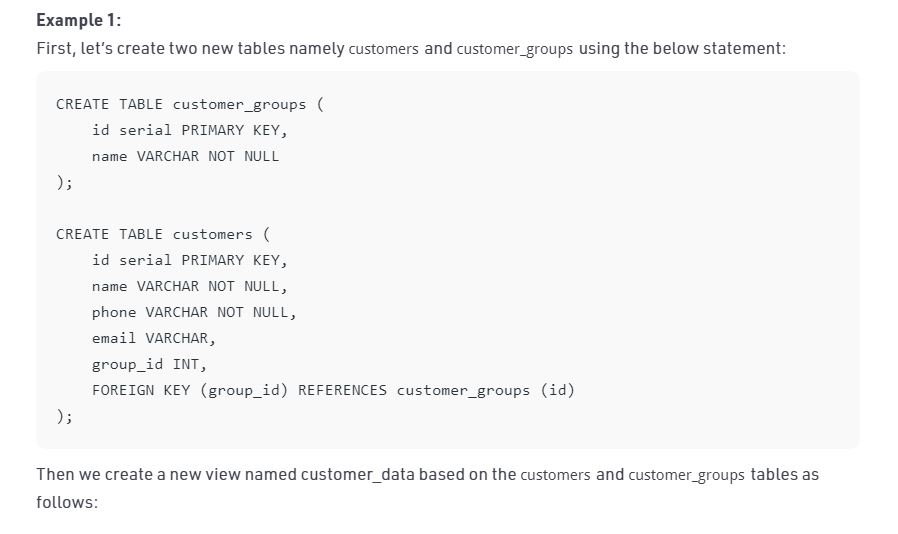 Example 1:
First, let's create two new tables namely customers and customer_groups using the below statement:
CREATE TABLE customer_groups (
    id serial PRIMARY KEY,
    name VARCHAR NOT NULL
);
CREATE TABLE customers (
    id serial PRIMARY KEY,
    name VARCHAR NOT NULL,
    phone VARCHAR NOT NULL,
    email VARCHAR,
    group_id INT,
    FOREIGN KEY (group_id) REFERENCES customer_groups (id)
);
Then we create a new view named customer_data based on the customers and customer_groups tables as
follows: